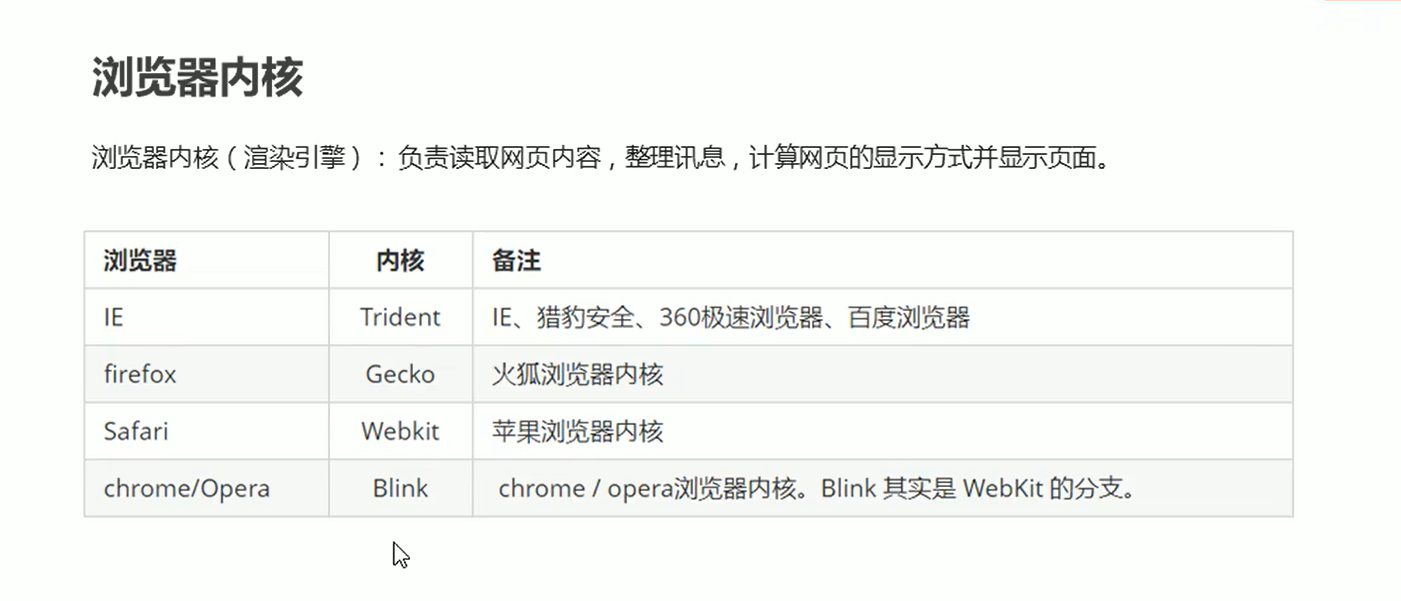 浏览器内核
浏览器内核（渲染引擎）：负责读取网页内容，整理讯息，计算网页的显示方式并显示页面。
浏览器 内核 备注
IE Trident IE、猎豹安全、360极速浏览器、百度浏览器
firefox Gecko 火狐浏览器内核
Safari Webkit 苹果浏览器内核
chrome/Opera Blink chrome / opera浏览器内核。Blink 其实是 WebKit 的分支。